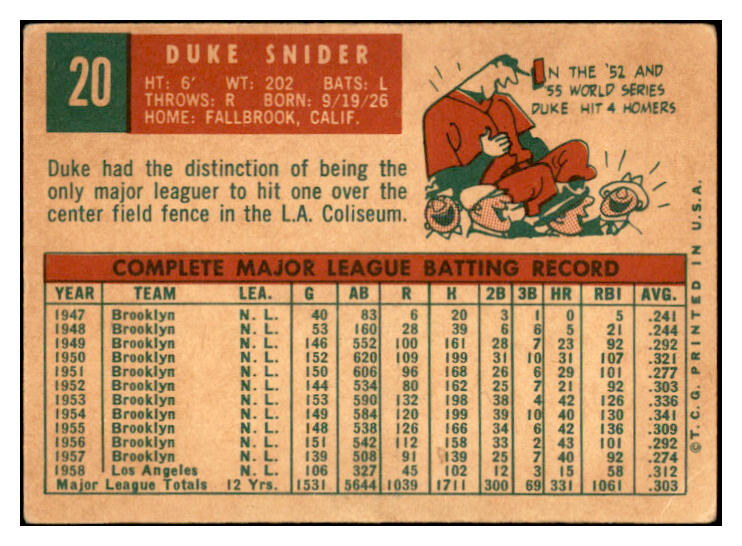 20
DUKE SNIDER
HT: 6' WT: 202 BATS: L
THROWS: R BORN: 9/19/26
HOME: FALLBROOK, CALIF.
IN THE '52 AND
'55 WORLD SERIES
DUKE HIT 4 HOMERS
Duke had the distinction of being the
only major leaguer to hit one over the
center field fence in the L.A. Coliseum.
COMPLETE MAJOR LEAGUE BATTING RECORD
YEAR TEAM LEA. G AB R H 2B 3B HR RBI AVG.
1947 Brooklyn N. L. 40 83 6 20 3 1 0 5 .241
1948 Brooklyn N. L. 53 160 28 39 6 6 5 21 .244
1949 Brooklyn N. L. 146 552 100 161 28 7 23 92 .292
1950 Brooklyn N. L. 152 620 109 199 31 10 31 107 .321
1951 Brooklyn N. L. 150 606 96 168 26 6 29 101 .277
1952 Brooklyn N. L. 144 534 80 162 25 7 21 92 .303
1953 Brooklyn N. L. 153 590 132 198 38 4 42 126 .336
1954 Brooklyn N. L. 149 584 120 199 39 10 40 130 .341
1955 Brooklyn N. L. 148 538 126 166 34 6 42 136 .309
1956 Brooklyn N. L. 151 542 112 158 33 2 43 101 .292
1957 Brooklyn N. L. 139 508 91 139 25 7 40 92 .274
1958 Los Angeles N. L. 106 327 45 102 12 3 15 58 .312
Major League Totals 12 Yrs. 1531 5644 1039 1711 300 69 331 1061 .303
©T.C.G. PRINTED IN U.S.A.